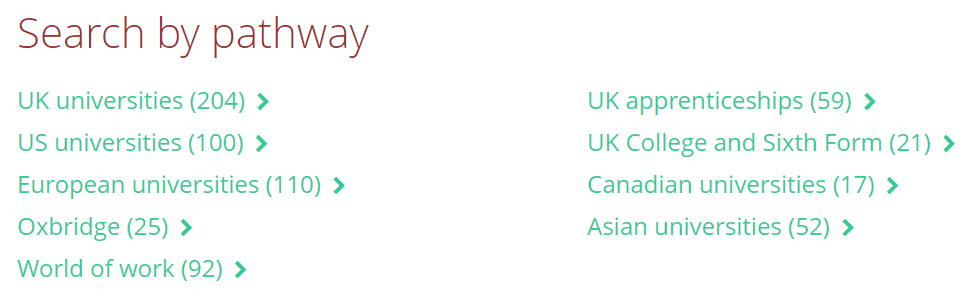 Search by pathway
UK universities (204)
US universities (100)
European universities (110)
Oxbridge (25)
World of work (92)
UK apprenticeships (59)
UK College and Sixth Form (21)
Canadian universities (17)
Asian universities (52)